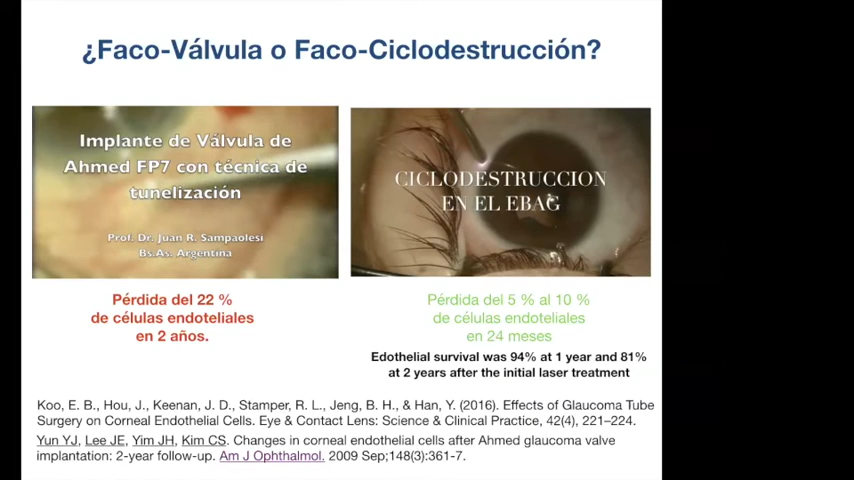 ¿Faco-Válvula o Faco-Ciclodestrucción?
Implante de Válvula de
Ahmed FP7 con técnica de
tunelización
Prof. Dr. Juan R. Sampaolesi
Bs.As. Argentina
CICLODESTRUCCION
EN EL EBAG
Pérdida del 22 %
de células endoteliales
en 2 años.
Pérdida del 5 % al 10 %
de células endoteliales
en 24 meses
Edothelial survival was 94% at 1 year and 81%
at 2 years after the initial laser treatment
Koo, E. B., Hou, J., Keenan, J. D., Stamper, R. L., Jeng, B. H., & Han, Y. (2016). Effects of Glaucoma Tube
Surgery on Corneal Endothelial Cells. Eye & Contact Lens: Science & Clinical Practice, 42(4), 221–224.
Yun YJ, Lee JE, Yim JH, Kim CS. Changes in corneal endothelial cells after Ahmed glaucoma valve
implantation: 2-year follow-up. Am J Ophthalmol. 2009 Sep;148(3):361-7.